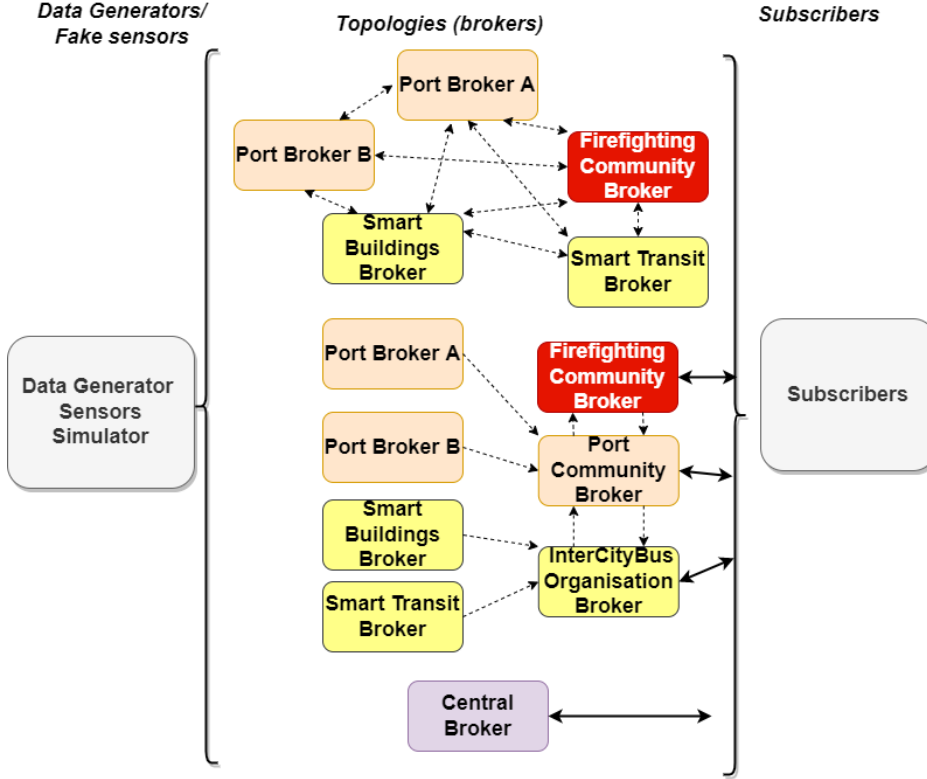 Data Generators/
Fake sensors
Topologies (brokers)
Subscribers
Port Broker A
Port Broker B
Firefighting
Community
Broker
Smart
Buildings
Broker
Smart Transit
Broker
Data Generator
Sensors
Simulator
Port Broker A
Firefighting
Community
Broker
Subscribers
Port Broker B
Port
Community
Broker
Smart
Buildings
Broker
InterCityBus
Organisation
Broker
Smart Transit
Broker
Central
Broker